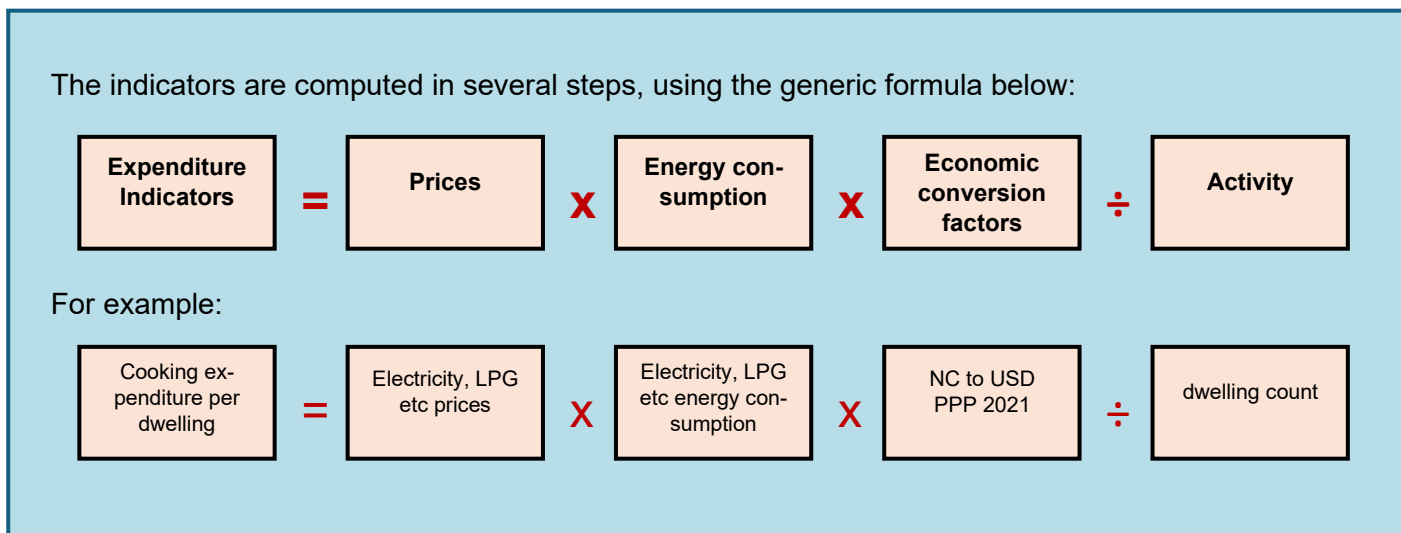 The indicators are computed in several steps, using the generic formula below:
Expenditure
Indicators
=
Prices
x
Energy con-
sumption
x
Economic
conversion
factors
÷
Activity
For example:
Cooking ex-
penditure per
dwelling
=
Electricity, LPG
etc prices
x
Electricity, LPG
etc energy con-
sumption
x
NC to USD
PPP 2021
÷
dwelling count